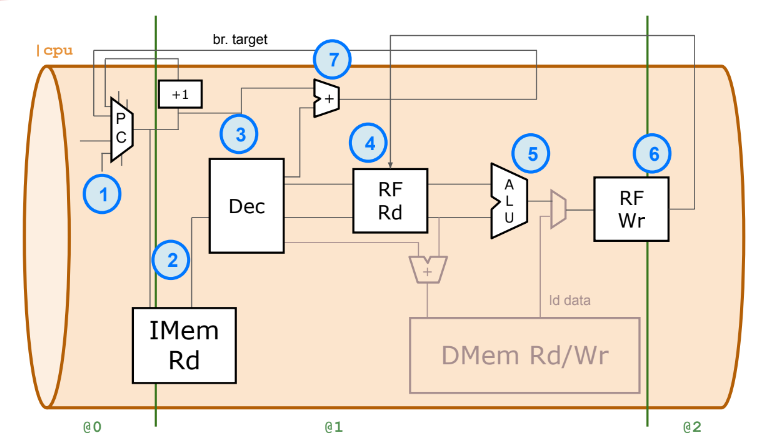 br. target
|cpu
7
+1
+
P
C
3
4
5
6
1
Dec
RF
Rd
A
L
U
RF
Wr
2
+
ld data
IMem
Rd
DMem Rd/Wr
@0
@1
@2